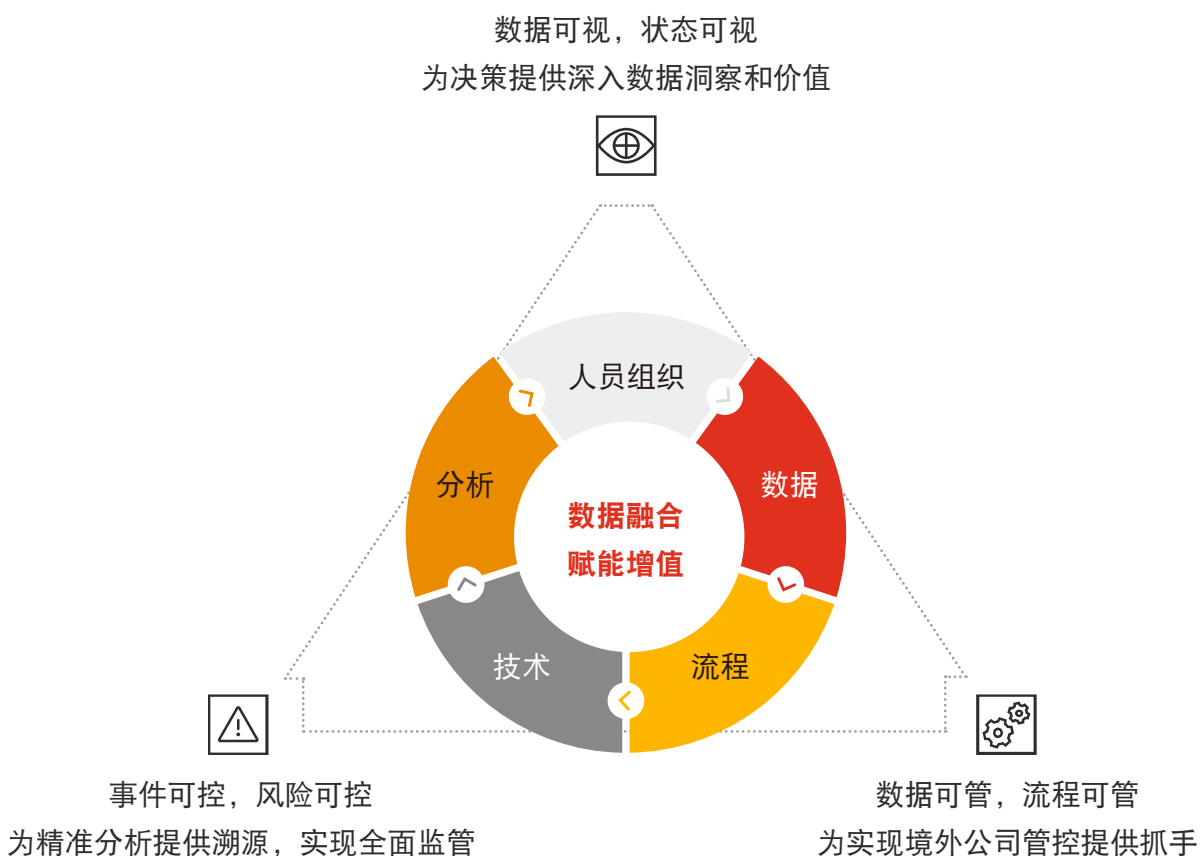 数据可视，状态可视
为决策提供深入数据洞察和价值
人员组织
分析
数据
数据融合
赋能增值
技术
流程
事件可控，风险可控
为精准分析提供溯源，实现全面监管
数据可管，流程可管
为实现境外公司管控提供抓手